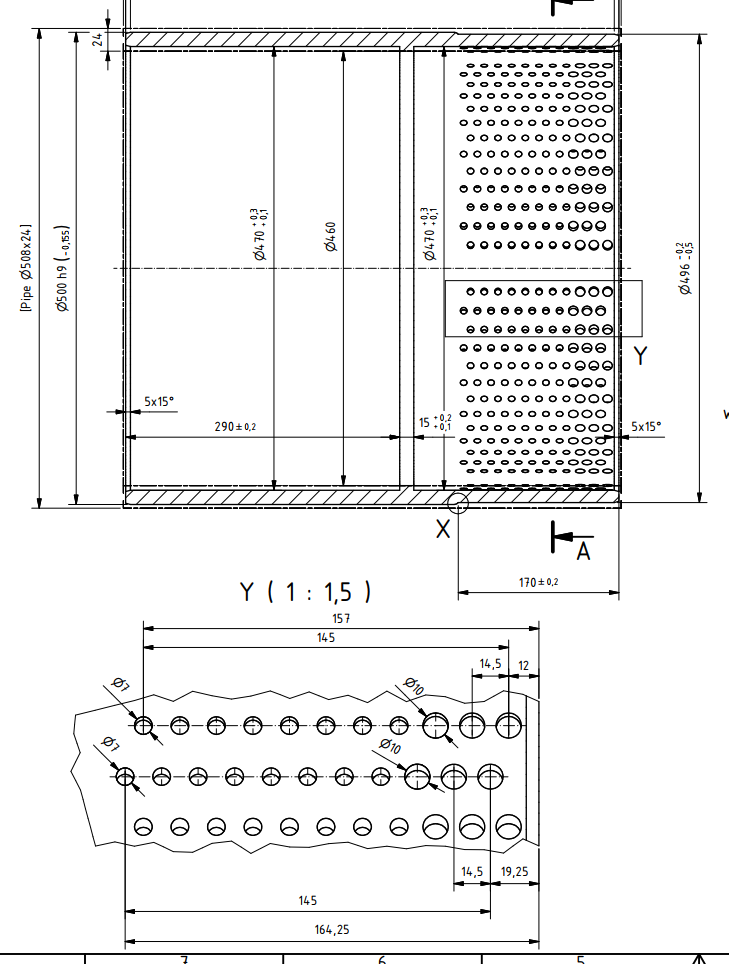 24
[Pipe Ø508x24]
Ø500 h9 (-0,155)
Ø470 +0,3 +0,1
Ø460
Ø470 +0,3 +0,1
Ø496 -0,2 -0,5
Y
5x15°
290±0,2
15 +0,2 +0,1
5x15°
X
A
170±0,2
Y ( 1 : 1,5 )
157
145
14,5
12
Ø7
Ø10
Ø7
Ø10
14,5
19,25
145
164,25
7
6
5